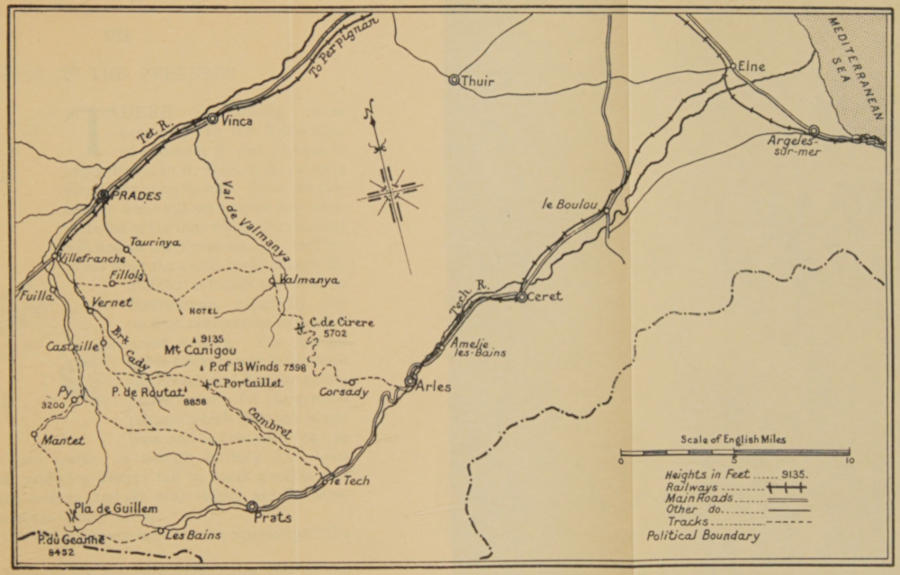 To Perpignan
MEDITERRANEAN
SEA
Elne
Thuir
Tet R.
Vinca
Argeles-
sur-mer
PRADES
Val de Valmanya
le Boulou
Taurinya
Villefranche
Fillols
Valmanya
Fuilla
Vernet
HOTEL
Tech R.
Ceret
C. de Cirere
5702
Brk
Cady
9135
Mt Canigou
Casteille
Amelie
les-Bains
P. of 13 Winds 7598
C. Portaillet
P. de Routat
8858
Corsady
Arles
Py
3200
Cambret
Mantet
Scale of English Miles
0 5 10
Heights in Feet ..... 9135.
Railways
Main Roads
Other do.
Tracks
Political Boundary
le Tech
Pla de Guillem
Prats
P. du Geanne
8452
Les Bains